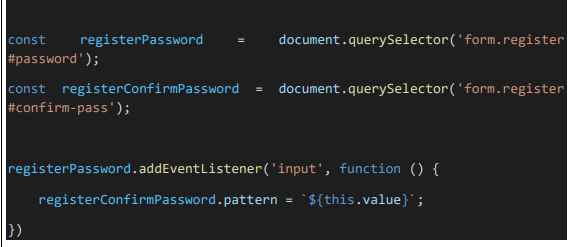 const registerPassword = document.querySelector('form.register
#password');
const registerConfirmPassword = document.querySelector('form.register
#confirm-pass');
registerPassword.addEventListener('input', function () {
registerConfirmPassword.pattern = `${this.value}`;
})